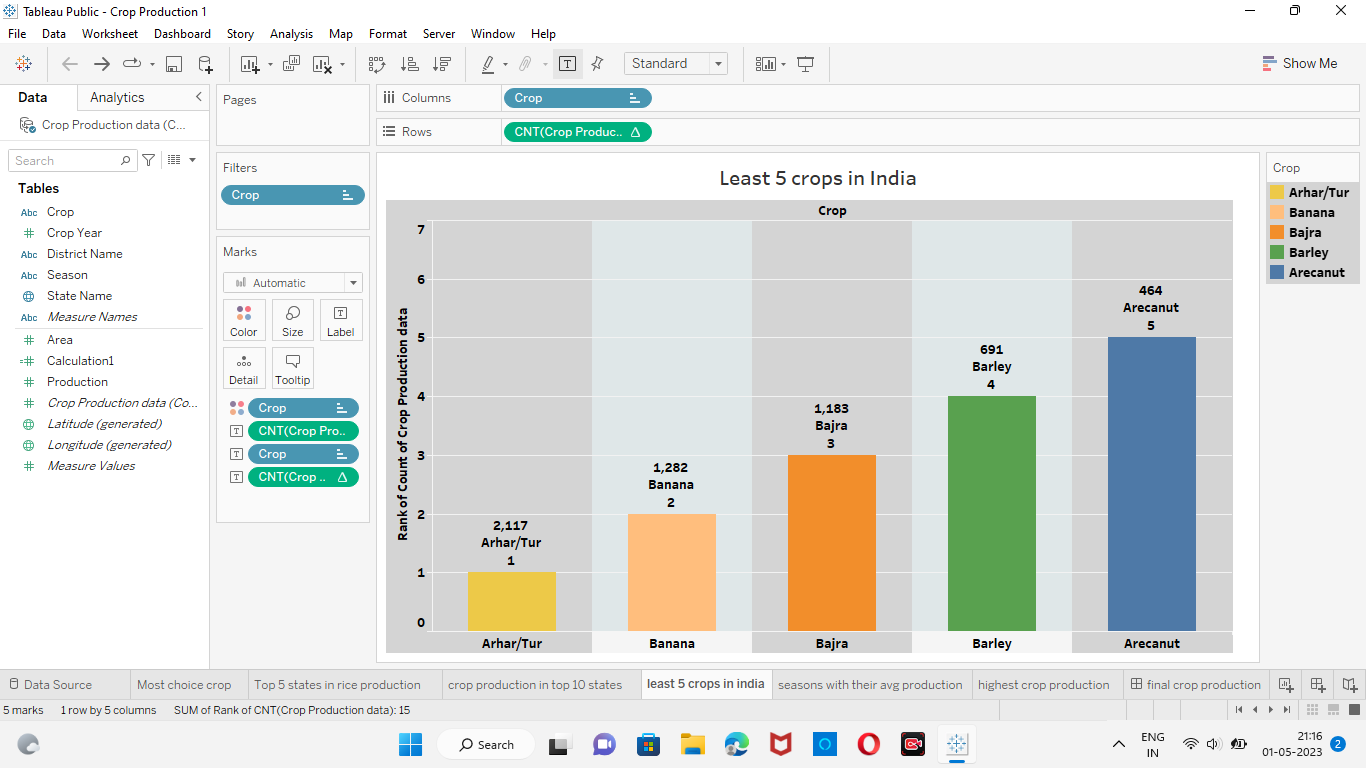 Tableau Public - Crop Production 1
File Data Worksheet Dashboard Story Analysis Map Format Server Window Help
Standard
Show Me
Data Analytics
Crop Production data (C...
Search
Tables
Abc Crop
# Crop Year
Abc District Name
Abc Season
State Name
Abc Measure Names
# Area
=# Calculation1
# Production
# Crop Production data (Co...
Latitude (generated)
Longitude (generated)
# Measure Values
Pages
Filters
Crop
Marks
Automatic
Color Size Label
Detail Tooltip
Crop
CNT(Crop Pro..
Crop
CNT(Crop ..
Columns Crop
Rows CNT(Crop Produc..
Least 5 crops in India
Crop
Rank of Count of Crop Production data
7
6
5
4
3
2
1
0
2,117
Arhar/Tur
1
1,282
Banana
2
1,183
Bajra
3
691
Barley
4
464
Arecanut
5
Arhar/Tur Banana Bajra Barley Arecanut
Crop
Arhar/Tur
Banana
Bajra
Barley
Arecanut
Data Source Most choice crop Top 5 states in rice production crop production in top 10 states least 5 crops in india seasons with their avg production highest crop production final crop production
5 marks 1 row by 5 columns SUM of Rank of CNT(Crop Production data): 15
Search
ENG
IN
21:16
01-05-2023
2